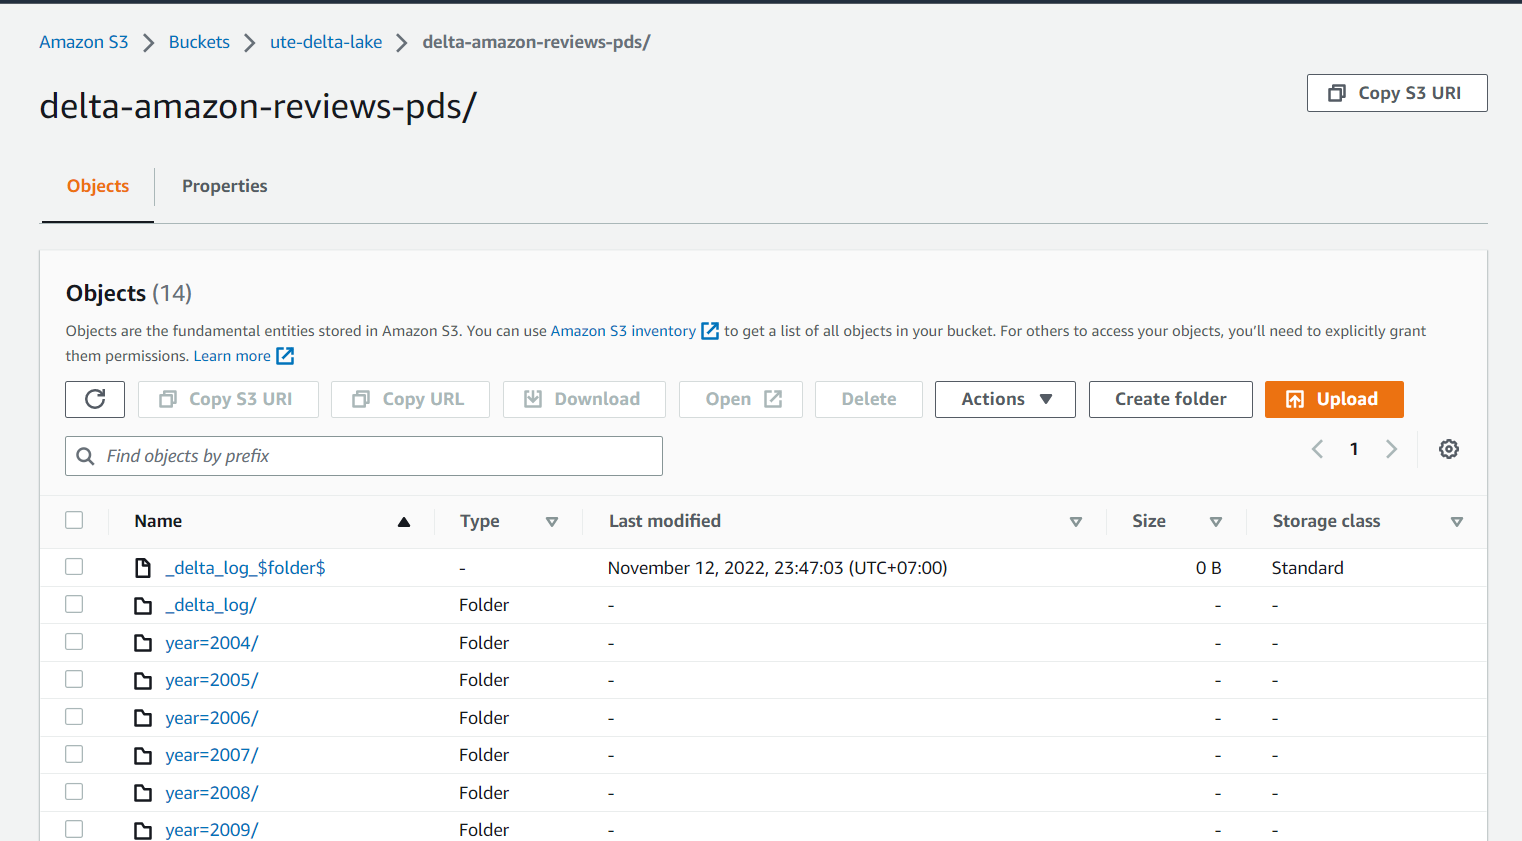 Amazon S3 > Buckets > ute-delta-lake > delta-amazon-reviews-pds/
delta-amazon-reviews-pds/
Copy S3 URI
Objects Properties
Objects (14)
Objects are the fundamental entities stored in Amazon S3. You can use Amazon S3 inventory to get a list of all objects in your bucket. For others to access your objects, you'll need to explicitly grant
them permissions. Learn more
Copy S3 URI Copy URL Download Open Delete Actions Create folder Upload
Find objects by prefix
1
Name Type Last modified Size Storage class
_delta_log_$folder$ - November 12, 2022, 23:47:03 (UTC+07:00) 0 B Standard
_delta_log/ Folder - - -
year=2004/ Folder - - -
year=2005/ Folder - - -
year=2006/ Folder - - -
year=2007/ Folder - - -
year=2008/ Folder - - -
year=2009/ Folder - - -